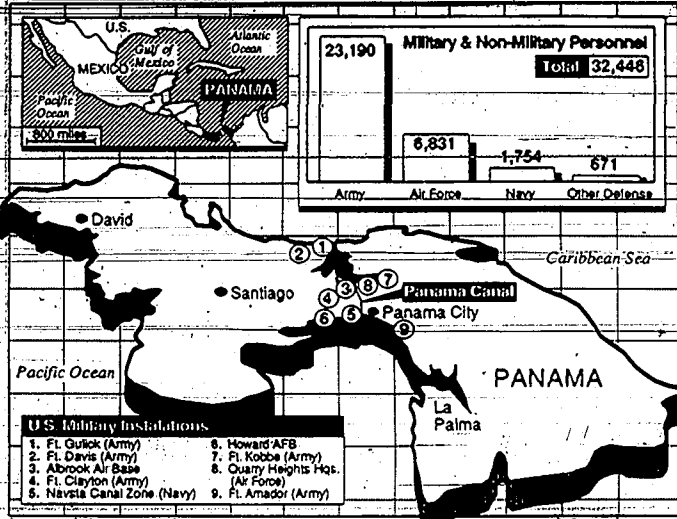 U.S.
Atlantic
Ocean
Gulf of
Mexico
MEXICO
PANAMA
Pacific
Ocean
800 miles
Military & Non-Military Personnel
Total 32,446
23,190
6,831
1,754
671
Army
Air Force
Navy
Other Defense
David
Caribbean Sea
1
2
3
8
7
4
Santiago
Panama Canal
6
5
Panama City
9
Pacific Ocean
PANAMA
La
Palma
U.S. Military Instalations
1. Ft. Gulick (Army)
2. Ft. Davis (Army)
3. Albrook Air Base
4. Ft. Clayton (Army)
5. Navsta Canal Zone (Navy)
6. Howard AFB
7. Ft. Kobbe (Army)
8. Quarry Heights Hqs.
(Air Force)
9. Ft. Amador (Army)